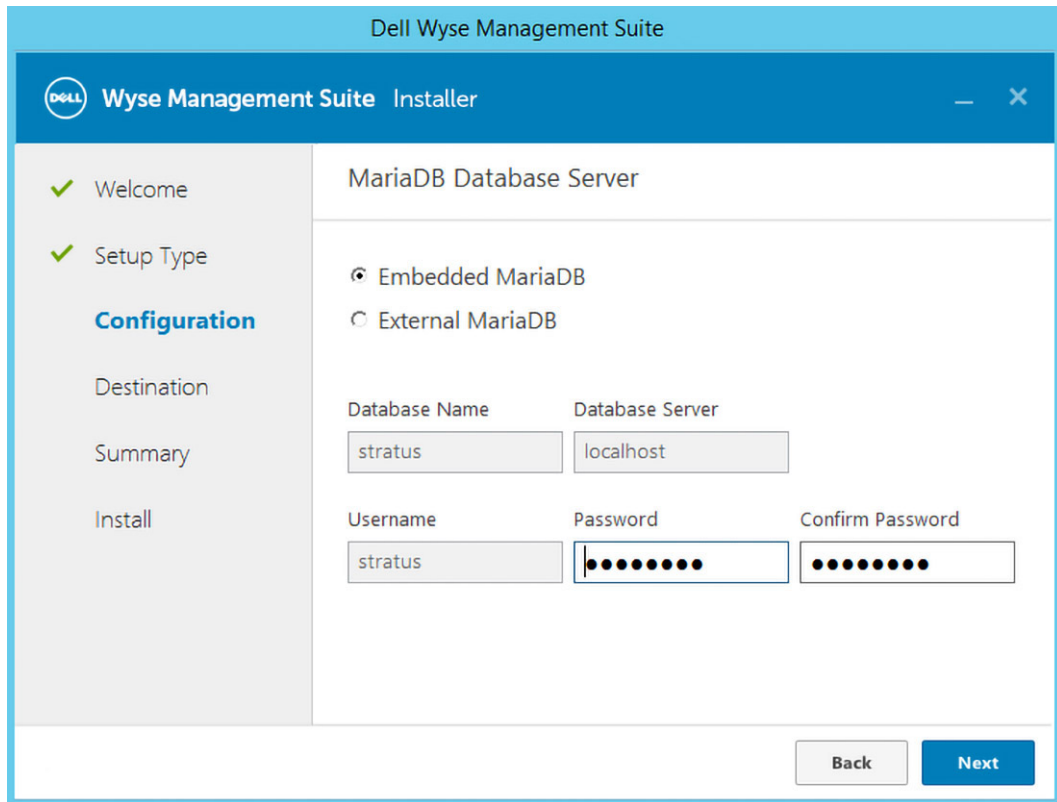 Dell Wyse Management Suite
DELL Wyse Management Suite Installer
Welcome
Setup Type
Configuration
Destination
Summary
Install
MariaDB Database Server
Embedded MariaDB
External MariaDB
Database Name Database Server
stratus localhost
Username Password Confirm Password
stratus ●●●●●●●● ●●●●●●●●
Back Next